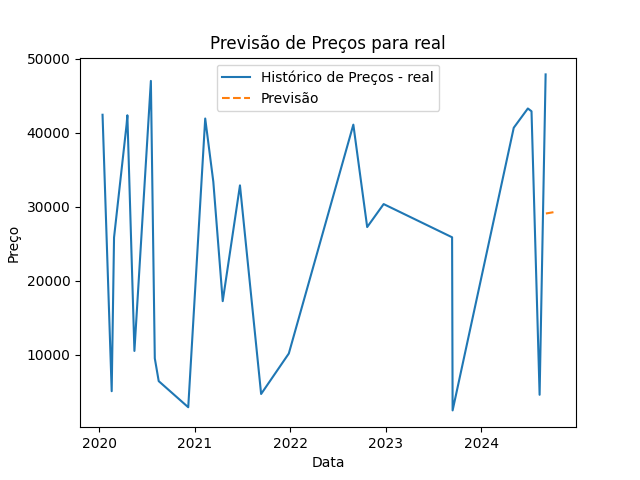 Previsão de Preços para real
Histórico de Preços - real
Previsão
50000
40000
30000
20000
10000
Preço
2020 2021 2022 2023 2024
Data